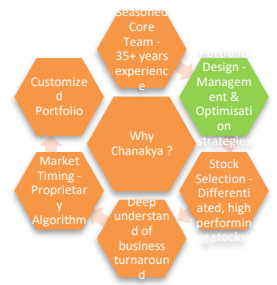 Seasoned
Core
Team -
35+ years
experienc
e
Portfolio
Design -
Managem
ent &
Optimisati
on
strategies
Stock
Selection -
Differenti
ated, high
performin
g stocks
Deep
understan
d of
business
turnaroun
d
Market
Timing -
Proprietar
y
Algorithm
Customize
d
Portfolio
Why
Chanakya ?